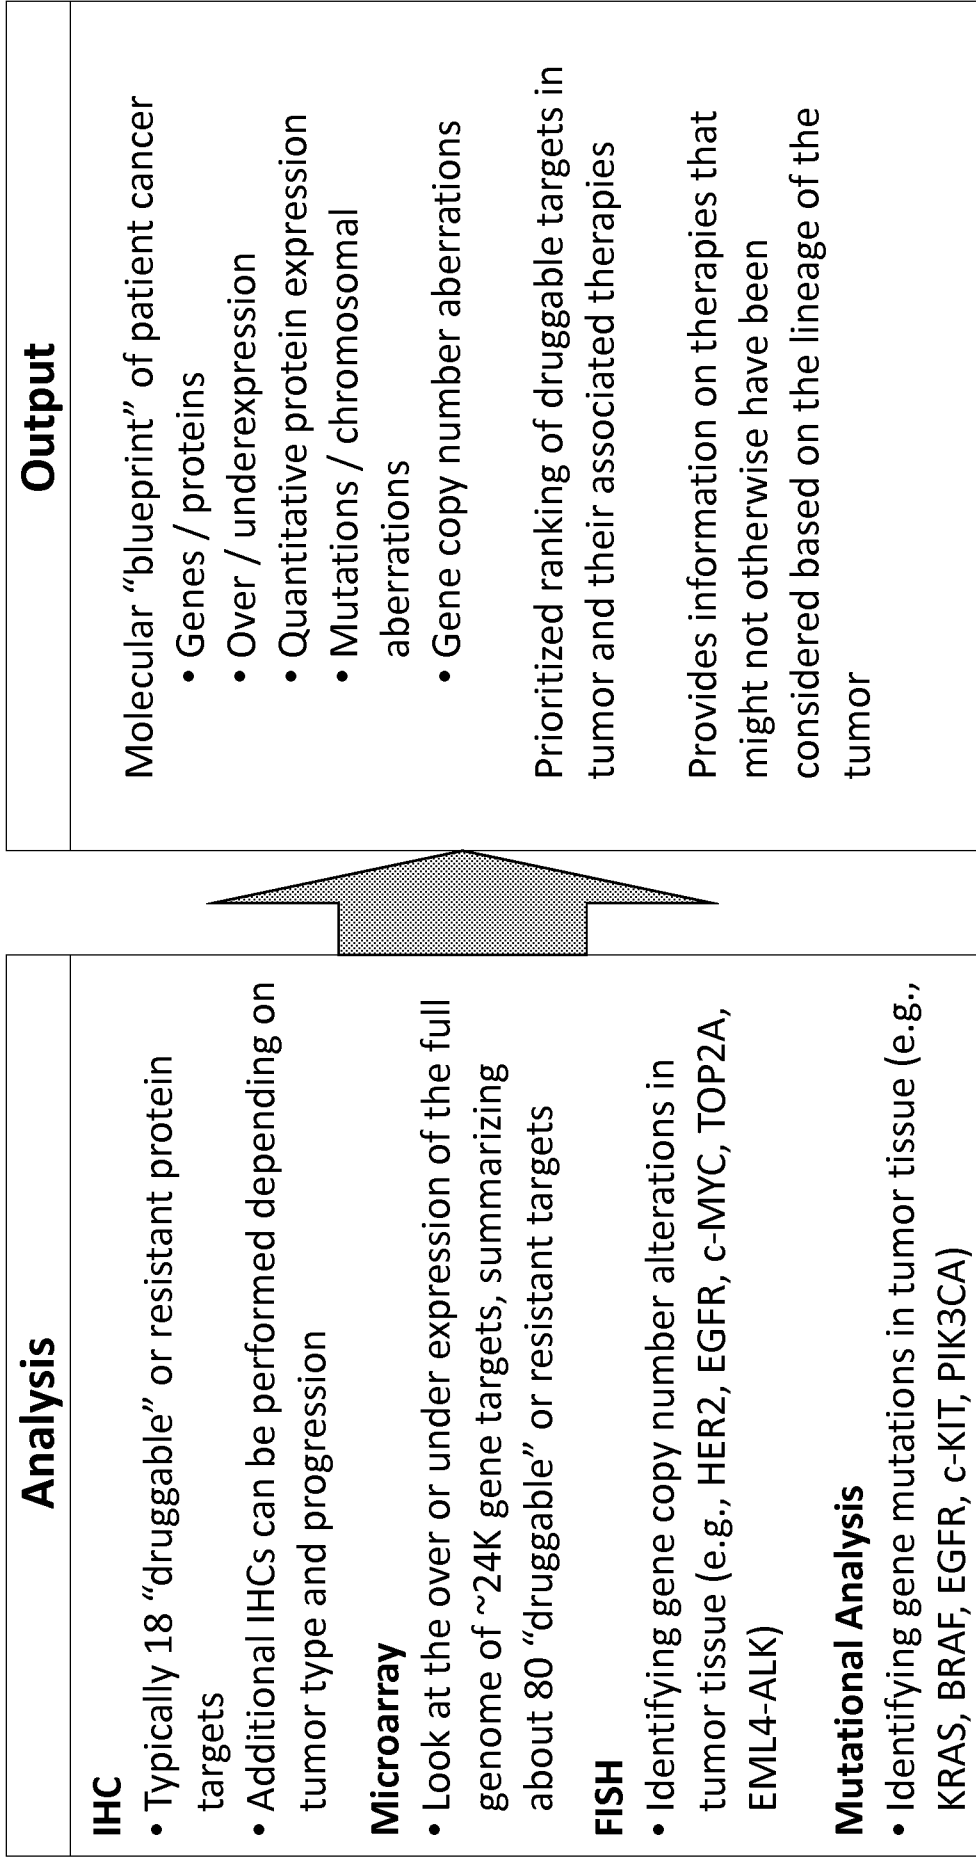 Analysis
IHC
• Typically 18 “druggable” or resistant protein
targets
• Additional IHCs can be performed depending on
tumor type and progression
Microarray
• Look at the over or under expression of the full
genome of ~24K gene targets, summarizing
about 80 “druggable” or resistant targets
FISH
• Identifying gene copy number alterations in
tumor tissue (e.g., HER2, EGFR, c-MYC, TOP2A,
EML4-ALK)
Mutational Analysis
• Identifying gene mutations in tumor tissue (e.g.,
KRAS, BRAF, EGFR, c-KIT, PIK3CA)
Output
Molecular “blueprint” of patient cancer
• Genes / proteins
• Over / underexpression
• Quantitative protein expression
• Mutations / chromosomal
aberrations
• Gene copy number aberrations
Prioritized ranking of druggable targets in
tumor and their associated therapies
Provides information on therapies that
might not otherwise have been
considered based on the lineage of the
tumor